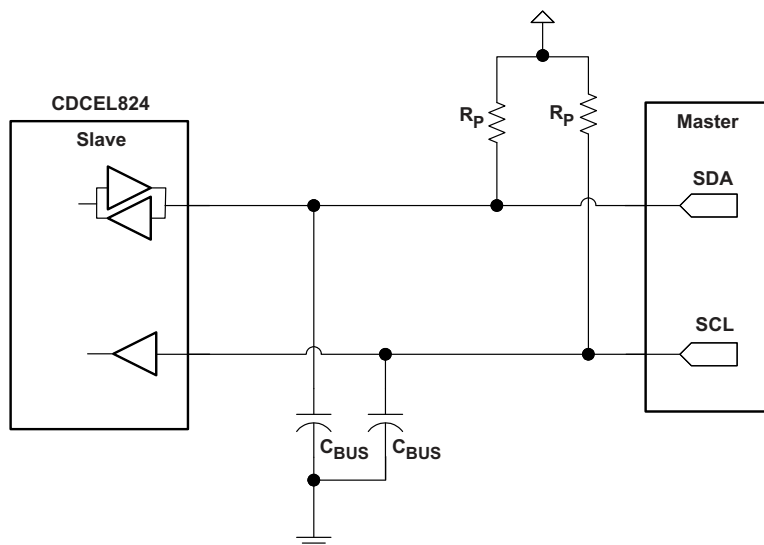 CDCEL824
Slave
R_P
R_P
Master
SDA
SCL
C_BUS
C_BUS